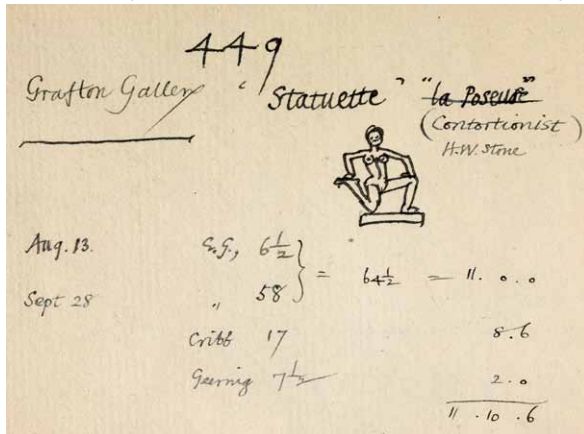 449
Grafton Gallery "Statuette" "La Poseuse"
(Contortionist)
H.W. Stone
Aug. 13. E.G., 6½ } = 64½ = 11.0.0
Sept 28 " 58
Cribb 17 8.6
Geering 7½ 2.0
11.10.6